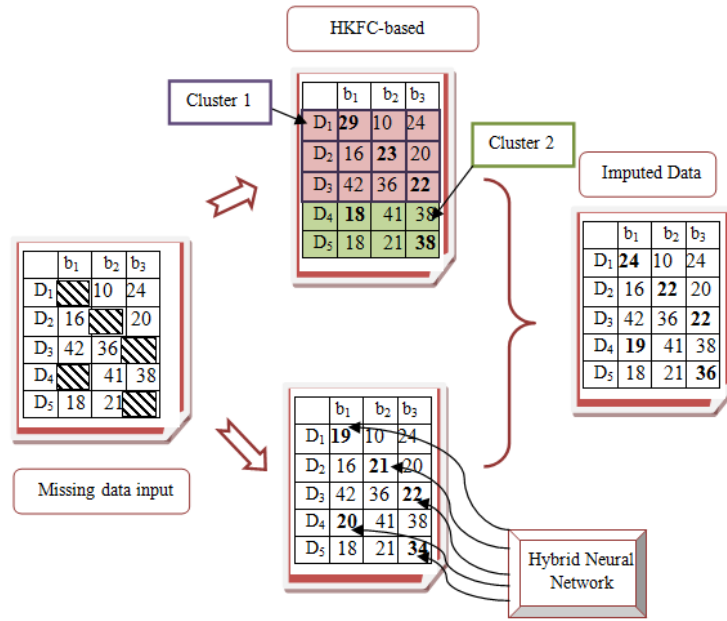 HKFC-based
Cluster 1
b1 b2 b3
D1 29 10 24
D2 16 23 20
D3 42 36 22
D4 18 41 38
D5 18 21 38
Cluster 2
Imputed Data
b1 b2 b3
D1 24 10 24
D2 16 22 20
D3 42 36 22
D4 19 41 38
D5 18 21 36
b1 b2 b3
D1 10 24
D2 16 20
D3 42 36
D4 41 38
D5 18 21
Missing data input
b1 b2 b3
D1 19 10 24
D2 16 21 20
D3 42 36 22
D4 20 41 38
D5 18 21 34
Hybrid Neural
Network